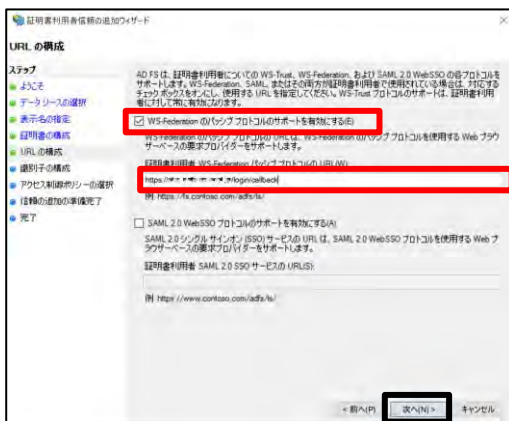 証明書利用者信頼の追加ウィザード
URL の構成
ステップ
ようこそ
データ ソースの選択
表示名の指定
証明書の構成
URL の構成
識別子の構成
アクセス制御ポリシーの選択
信頼の追加の準備完了
完了
AD FS は、証明書利用者についての WS-Trust、WS-Federation、および SAML 2.0 WebSSO の各プロトコルを
サポートします。WS-Federation、SAML、またはその両方が証明書利用者で使用されている場合は、対応する
チェック ボックスをオンにし、使用する URL を指定してください。WS-Trust プロトコルのサポートは、証明書利用
者に対して常に有効になります。
WS-Federation のパッシブ プロトコルのサポートを有効にする(E)
WS-Federation のパッシブ プロトコルの URL は、WS-Federation のパッシブ プロトコルを使用する Web ブラウ
ザーベースの要求プロバイダーをサポートします。
証明書利用者 WS-Federation パッシブ プロトコルの URL(W):
https:// /login/callback
例: https://fs.contoso.com/adfs/ls/
SAML 2.0 WebSSO プロトコルのサポートを有効にする(A)
SAML 2.0 シングル サインオン (SSO) サービスの URL は、SAML 2.0 WebSSO プロトコルを使用する Web ブ
ラウザーベースの要求プロバイダーをサポートします。
証明書利用者 SAML 2.0 SSO サービスの URL(S):
例: https://www.contoso.com/adfs/ls/
< 前へ(P)
次へ(N) >
キャンセル